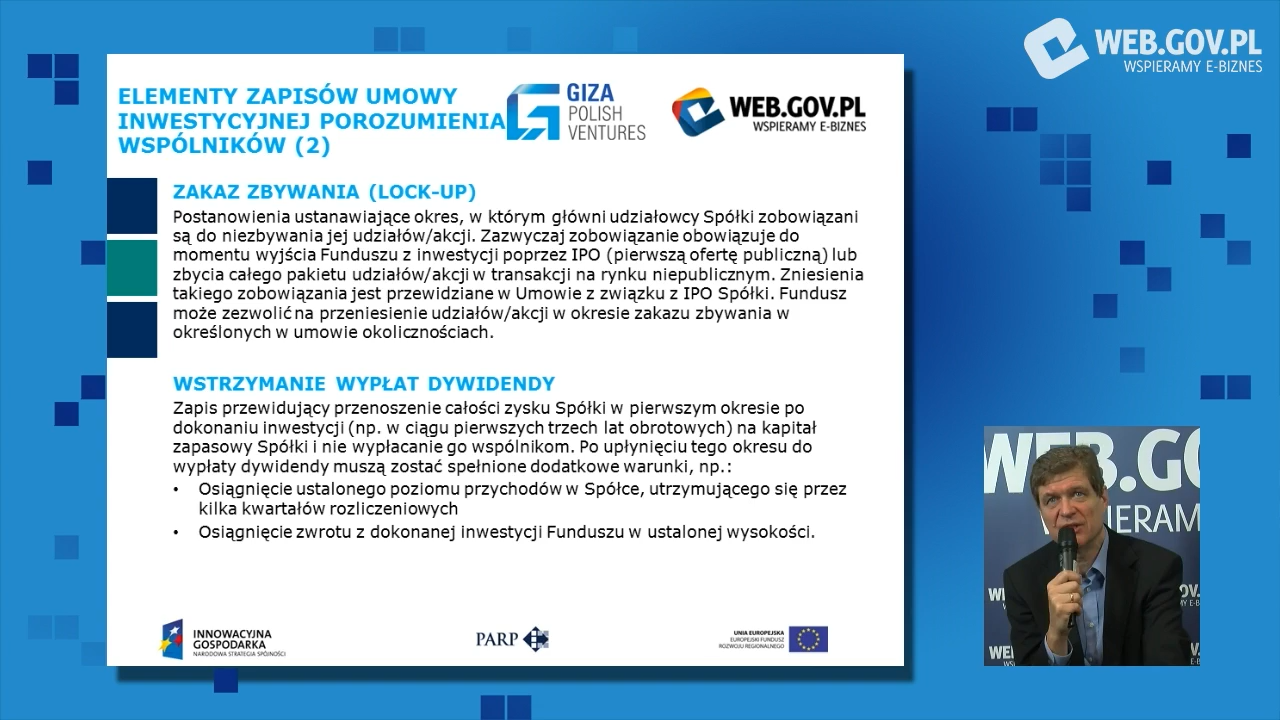 WEB.GOV.PL
WSPIERAMY E-BIZNES
ELEMENTY ZAPISÓW UMOWY
INWESTYCYJNEJ POROZUMIENIA
WSPÓLNIKÓW (2)
GIZA
POLISH
VENTURES
WEB.GOV.PL
WSPIERAMY E-BIZNES
ZAKAZ ZBYWANIA (LOCK-UP)
Postanowienia ustanawiające okres, w którym główni udziałowcy Spółki zobowiązani
są do niezbywania jej udziałów/akcji. Zazwyczaj zobowiązanie obowiązuje do
momentu wyjścia Funduszu z inwestycji poprzez IPO (pierwszą ofertę publiczną) lub
zbycia całego pakietu udziałów/akcji w transakcji na rynku niepublicznym. Zniesienia
takiego zobowiązania jest przewidziane w Umowie z związku z IPO Spółki. Fundusz
może zezwolić na przeniesienie udziałów/akcji w okresie zakazu zbywania w
określonych w umowie okolicznościach.
WSTRZYMANIE WYPŁAT DYWIDENDY
Zapis przewidujący przenoszenie całości zysku Spółki w pierwszym okresie po
dokonaniu inwestycji (np. w ciągu pierwszych trzech lat obrotowych) na kapitał
zapasowy Spółki i nie wypłacanie go wspólnikom. Po upłynięciu tego okresu do
wypłaty dywidendy muszą zostać spełnione dodatkowe warunki, np.:
• Osiągnięcie ustalonego poziomu przychodów w Spółce, utrzymującego się przez
kilka kwartałów rozliczeniowych
• Osiągnięcie zwrotu z dokonanej inwestycji Funduszu w ustalonej wysokości.
INNOWACYJNA
GOSPODARKA
NARODOWA STRATEGIA SPÓJNOŚCI
PARP
UNIA EUROPEJSKA
EUROPEJSKI FUNDUSZ
ROZWOJU REGIONALNEGO
WEB.GO
IERAM